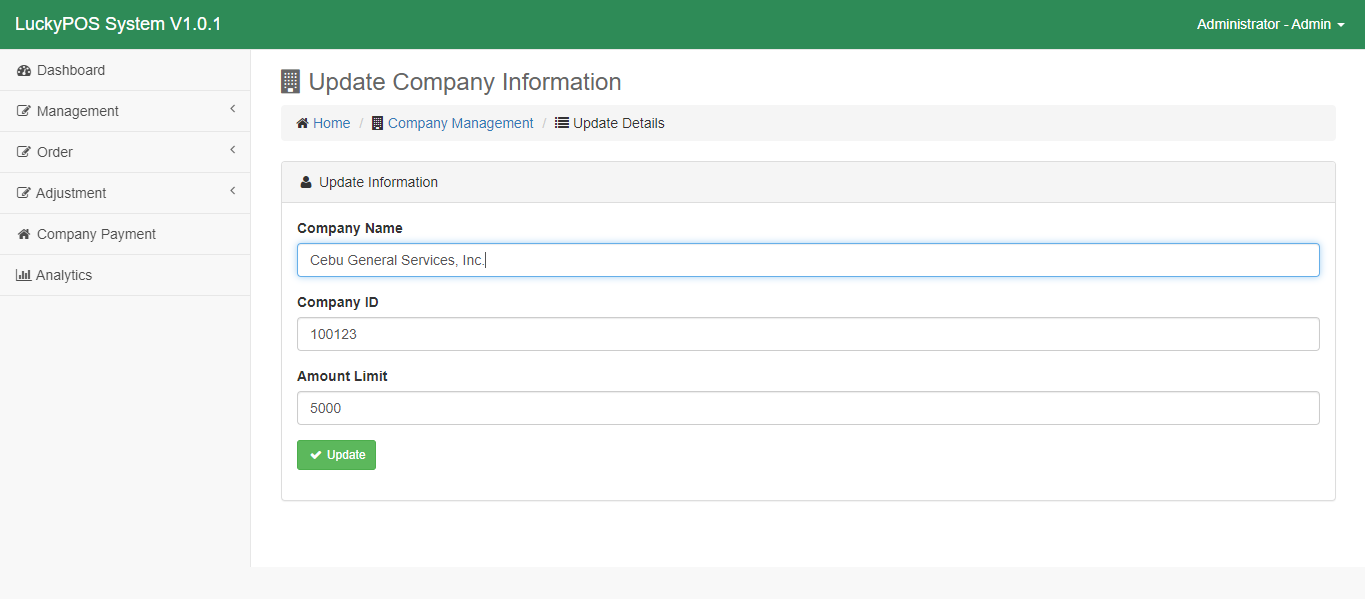 LuckyPOS System V1.0.1
Administrator - Admin
Dashboard
Management
Order
Adjustment
Company Payment
Analytics
Update Company Information
Home / Company Management / Update Details
Update Information
Company Name
Cebu General Services, Inc.
Company ID
100123
Amount Limit
5000
Update